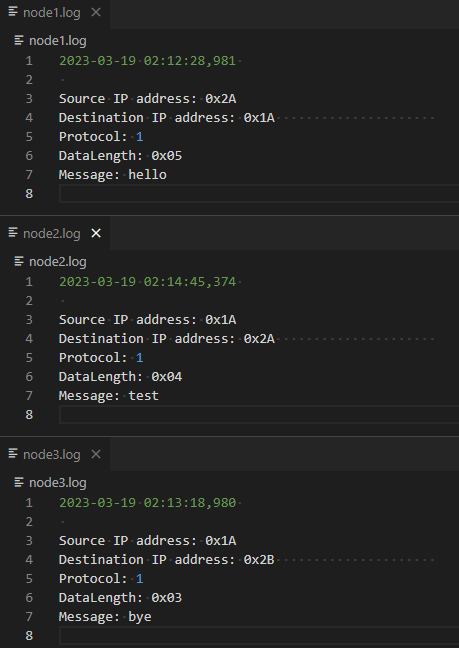 node1.log
node1.log
1 2023-03-19 02:12:28,981
2
3 Source IP address: 0x2A
4 Destination IP address: 0x1A
5 Protocol: 1
6 DataLength: 0x05
7 Message: hello
8
node2.log
node2.log
1 2023-03-19 02:14:45,374
2
3 Source IP address: 0x1A
4 Destination IP address: 0x2A
5 Protocol: 1
6 DataLength: 0x04
7 Message: test
8
node3.log
node3.log
1 2023-03-19 02:13:18,980
2
3 Source IP address: 0x1A
4 Destination IP address: 0x2B
5 Protocol: 1
6 DataLength: 0x03
7 Message: bye
8